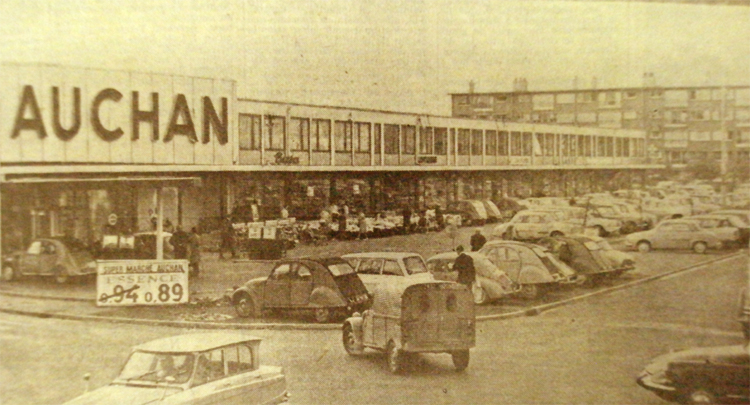 AUCHAN
SUPER MARCHÉ AUCHAN
ESSENCE
0.94 0.89